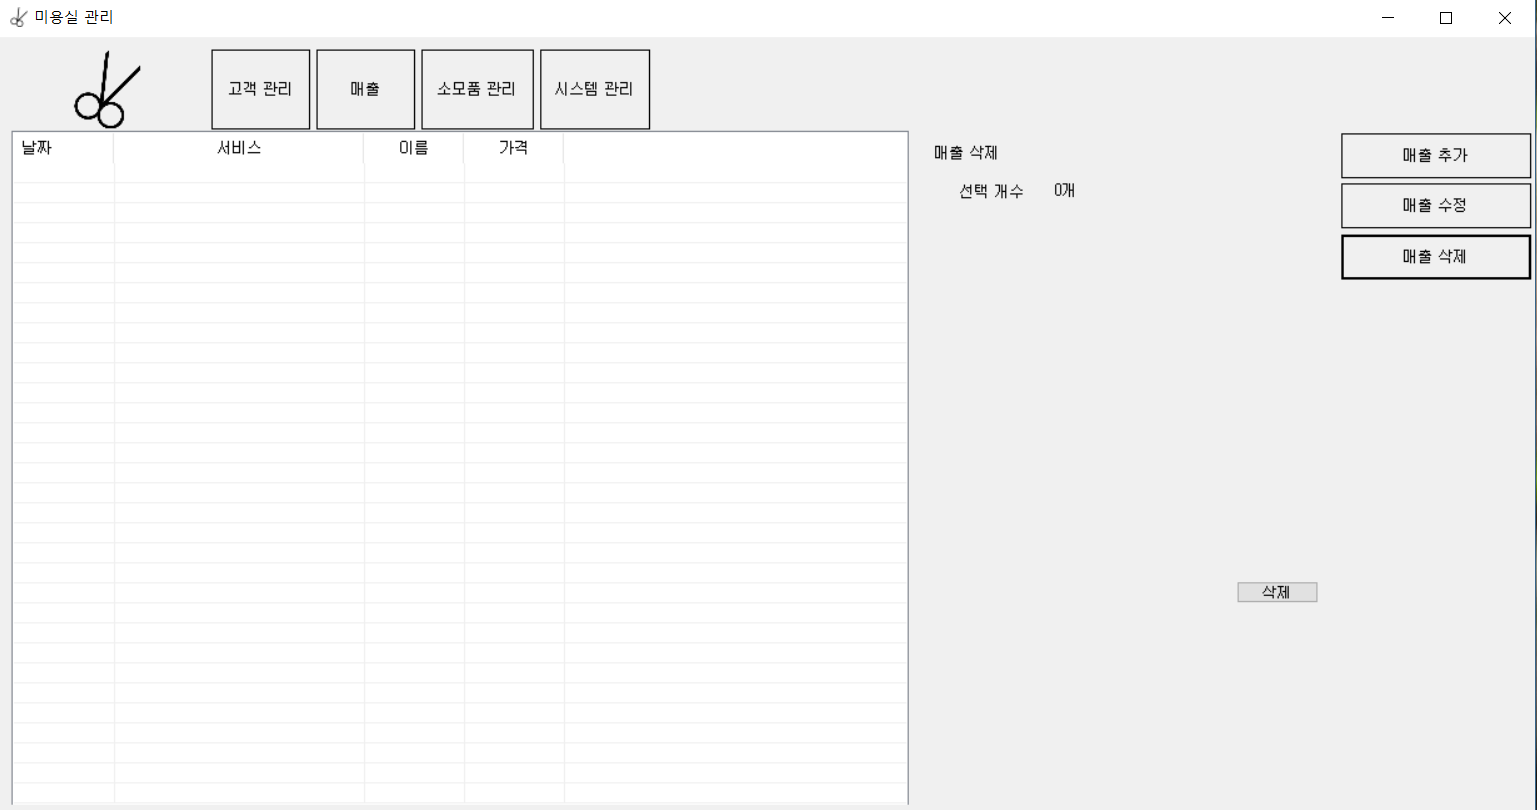 미용실 관리
고객 관리 매출 소모품 관리 시스템 관리
날짜 서비스 이름 가격
매출 삭제
선택 개수 0개
매출 추가
매출 수정
매출 삭제
삭제